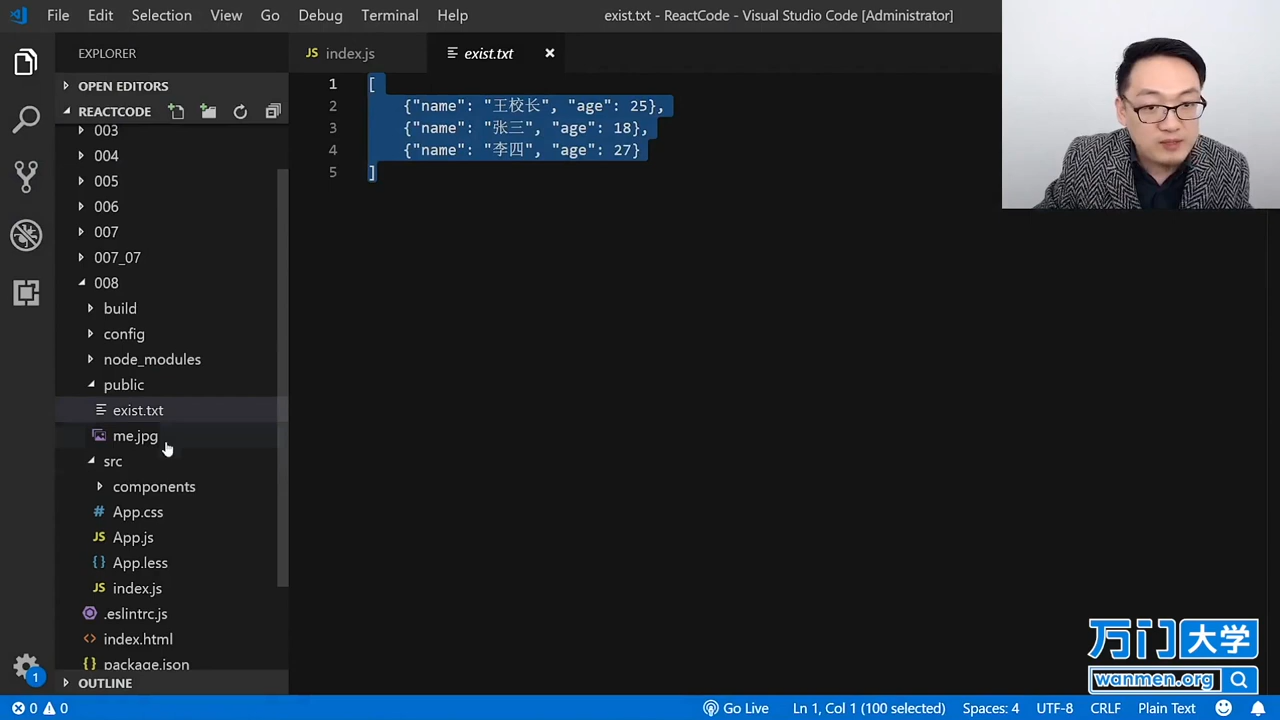 File Edit Selection View Go Debug Terminal Help exist.txt - ReactCode - Visual Studio Code [Administrator]
EXPLORER
OPEN EDITORS
REACTCODE
003
004
005
006
007
007_07
008
build
config
node_modules
public
exist.txt
me.jpg
src
components
# App.css
JS App.js
{} App.less
JS index.js
.eslintrc.js
<> index.html
{} package.json
OUTLINE
JS index.js exist.txt ×
1 [
2 {"name": "王校长", "age": 25},
3 {"name": "张三", "age": 18},
4 {"name": "李四", "age": 27}
5 ]
万门大学
wanmen.org
1
0 0 Go Live Ln 1, Col 1 (100 selected) Spaces: 4 UTF-8 CRLF Plain Text